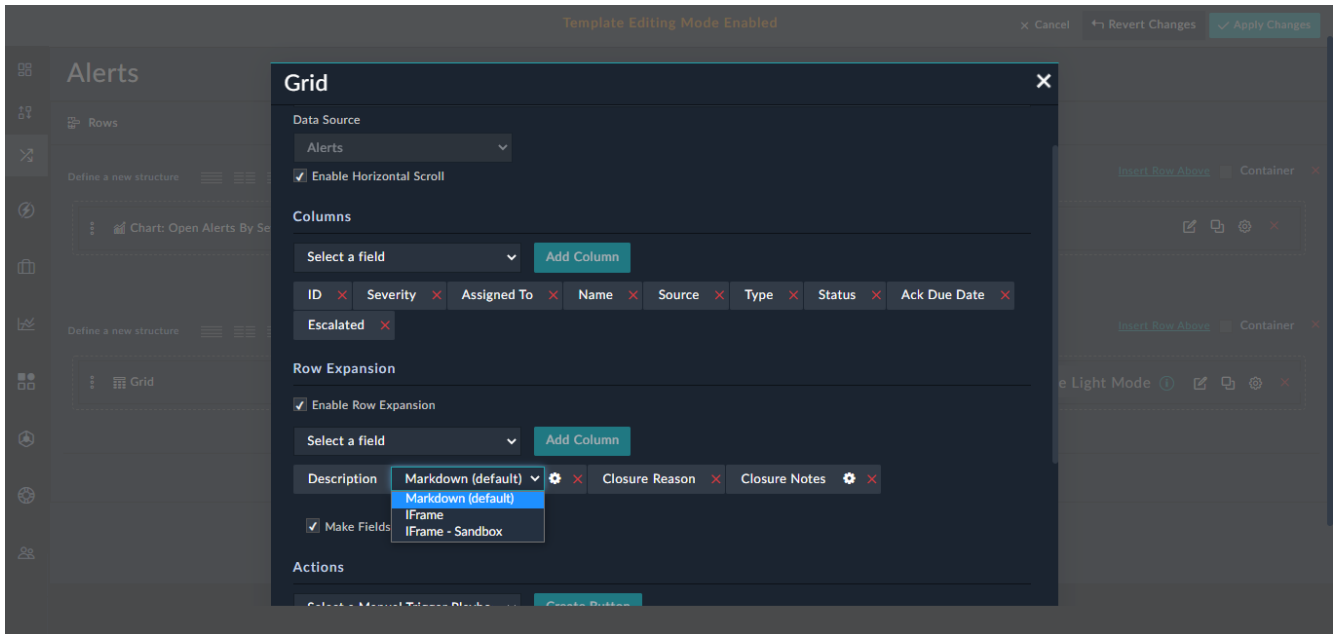 Template Editing Mode Enabled
Cancel
Revert Changes
Apply Changes
Alerts
Rows
Define a new structure
Insert Row Above
Container
Chart: Open Alerts By Se
Define a new structure
Insert Row Above
Container
Grid
e Light Mode
Grid
Data Source
Alerts
Enable Horizontal Scroll
Columns
Select a field
Add Column
ID Severity Assigned To Name Source Type Status Ack Due Date
Escalated
Row Expansion
Enable Row Expansion
Select a field
Add Column
Description Markdown (default) Closure Reason Closure Notes
Markdown (default)
IFrame
IFrame - Sandbox
Make Fields
Actions
Select a Manual Trigger Playbo
Create Button